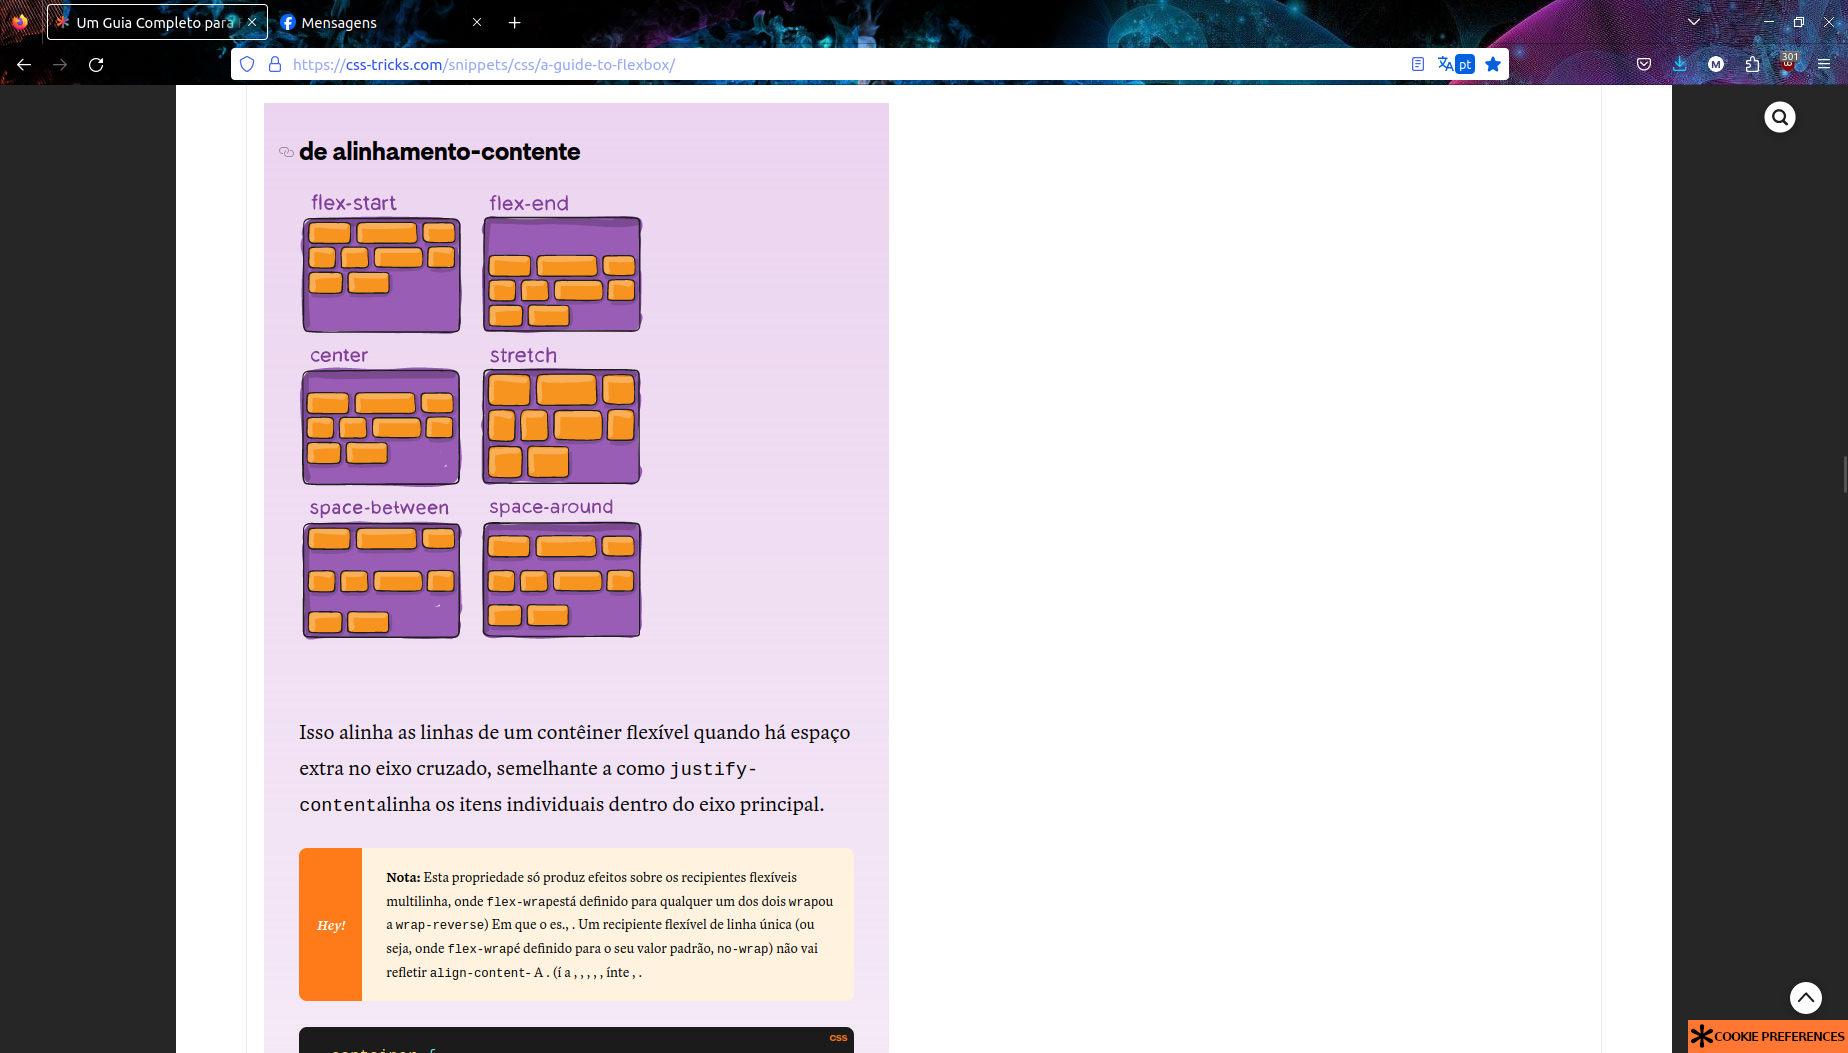 Um Guia Completo para
Mensagens
https://css-tricks.com/snippets/css/a-guide-to-flexbox/
pt
M
301
de alinhamento-contente
flex-start
flex-end
center
stretch
space-between
space-around
Isso alinha as linhas de um contêiner flexível quando há espaço
extra no eixo cruzado, semelhante a como justify-
contentalinha os itens individuais dentro do eixo principal.
Hey!
Nota: Esta propriedade só produz efeitos sobre os recipientes flexíveis
multilinha, onde flex-wrapestá definido para qualquer um dos dois wrapou
a wrap-reverse) Em que o es., . Um recipiente flexível de linha única (ou
seja, onde flex-wrapé definido para o seu valor padrão, no-wrap) não vai
refletir align-content- A . (í a , , , , , ínte , .
CSS
COOKIE PREFERENCES